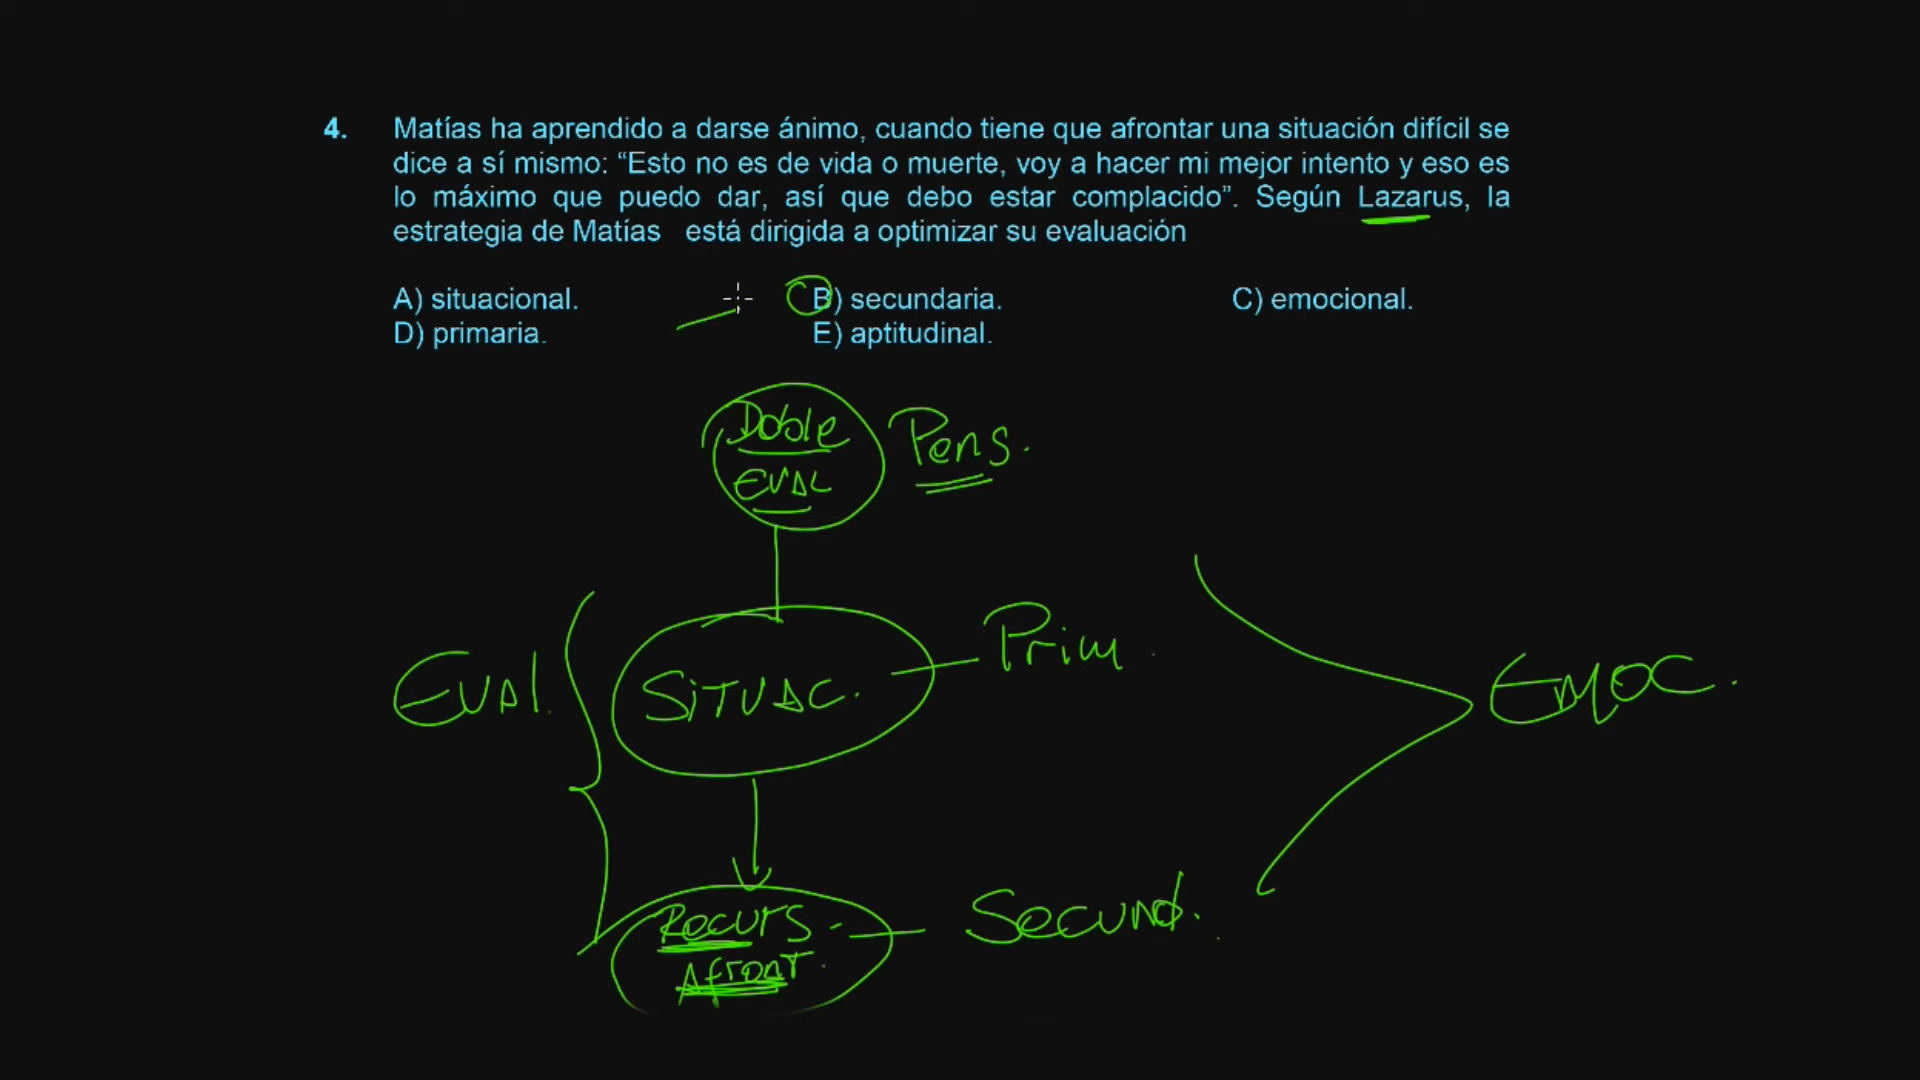 4. Matías ha aprendido a darse ánimo, cuando tiene que afrontar una situación difícil se
dice a sí mismo: “Esto no es de vida o muerte, voy a hacer mi mejor intento y eso es
lo máximo que puedo dar, así que debo estar complacido”. Según Lazarus, la
estrategia de Matías está dirigida a optimizar su evaluación
A) situacional. B) secundaria. C) emocional.
D) primaria. E) aptitudinal.
Doble
EVAL
Pens.
Eval.
SiTUAC.
Prim.
EMOC.
Recurs.
Afront.
Secund.